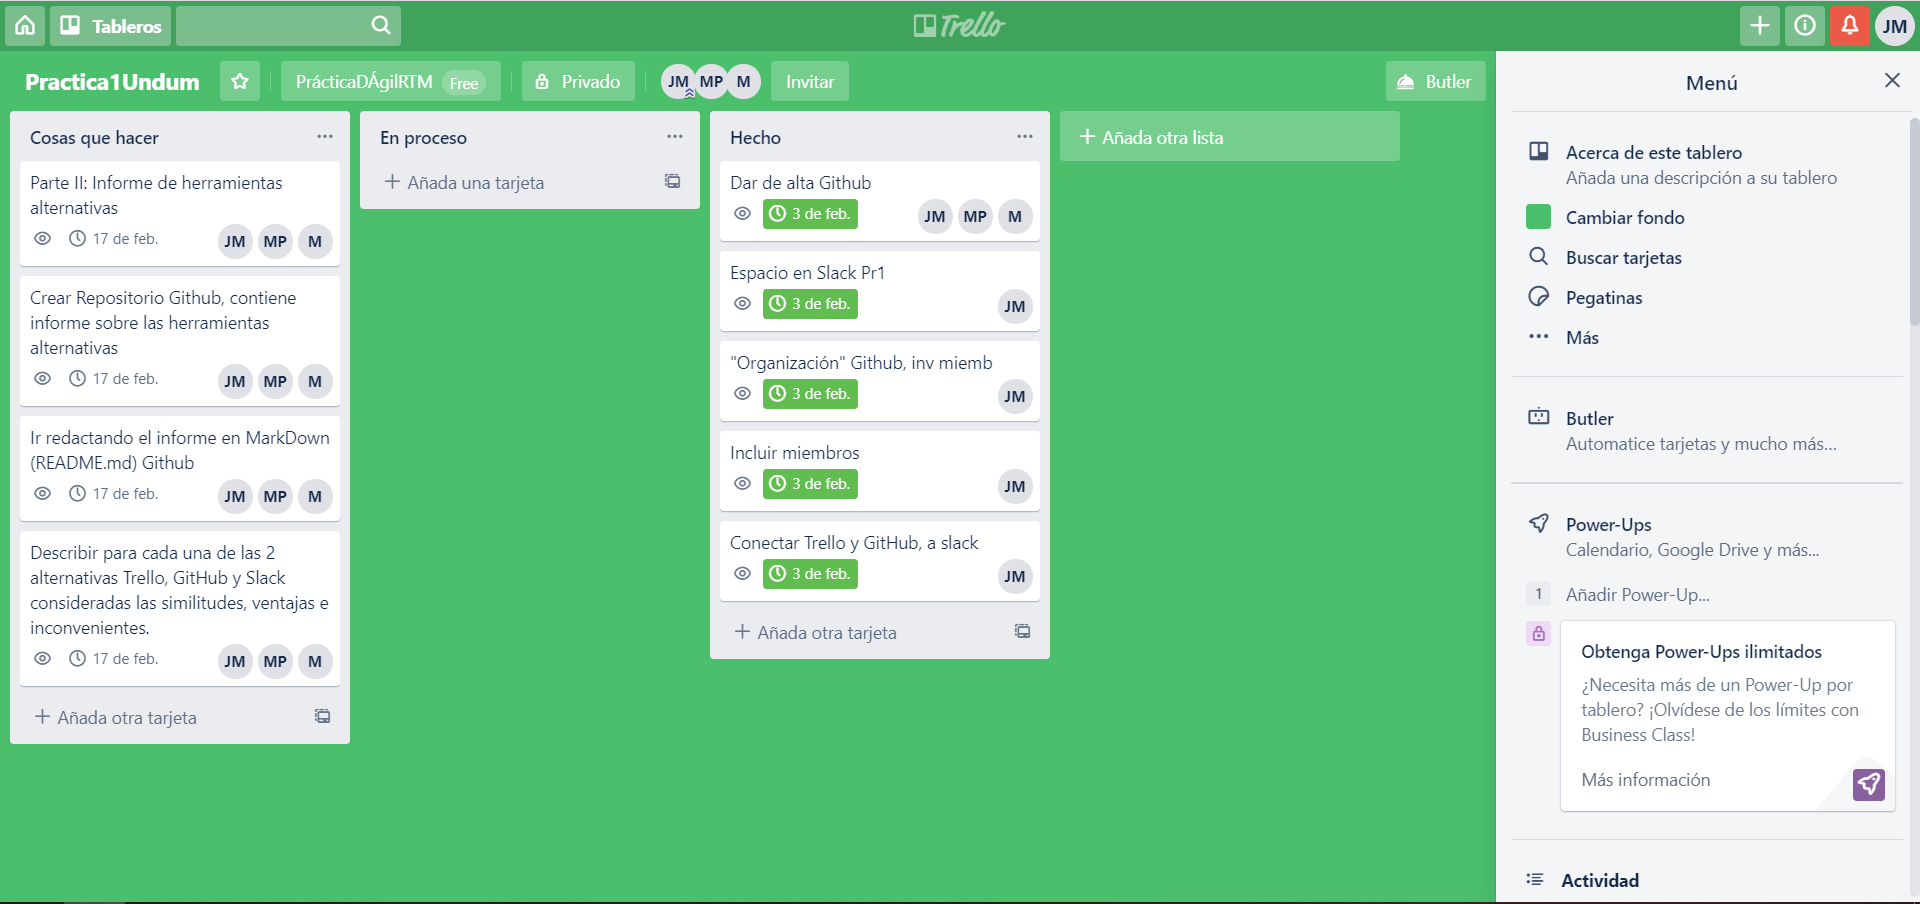 Tableros
Trello
JM
Practica1Undum
PrácticaDÁgilRTM Free
Privado
JM MP M
Invitar
Butler
Cosas que hacer
Parte II: Informe de herramientas
alternativas
17 de feb.
JM MP M
Crear Repositorio Github, contiene
informe sobre las herramientas
alternativas
17 de feb.
JM MP M
Ir redactando el informe en MarkDown
(README.md) Github
17 de feb.
JM MP M
Describir para cada una de las 2
alternativas Trello, GitHub y Slack
consideradas las similitudes, ventajas e
inconvenientes.
17 de feb.
JM MP M
+ Añada otra tarjeta
En proceso
+ Añada una tarjeta
Hecho
Dar de alta Github
3 de feb.
JM MP M
Espacio en Slack Pr1
3 de feb.
JM
"Organización" Github, inv miemb
3 de feb.
JM
Incluir miembros
3 de feb.
JM
Conectar Trello y GitHub, a slack
3 de feb.
JM
+ Añada otra tarjeta
+ Añada otra lista
Menú
Acerca de este tablero
Añada una descripción a su tablero
Cambiar fondo
Buscar tarjetas
Pegatinas
Más
Butler
Automatice tarjetas y mucho más...
Power-Ups
Calendario, Google Drive y más...
1 Añadir Power-Up...
Obtenga Power-Ups ilimitados
¿Necesita más de un Power-Up por
tablero? ¡Olvídese de los límites con
Business Class!
Más información
Actividad